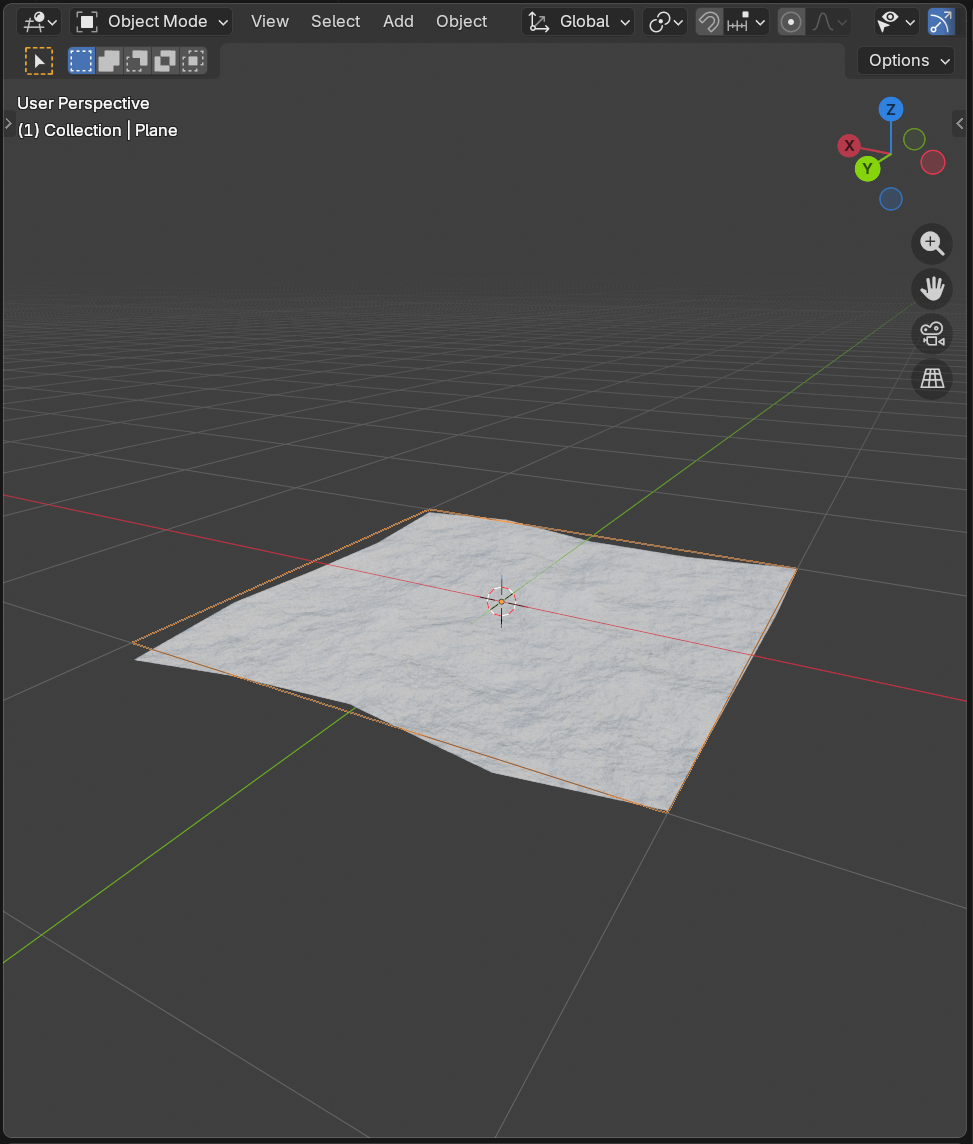 Object Mode View Select Add Object Global
Options
User Perspective
(1) Collection | Plane
Z
X
Y